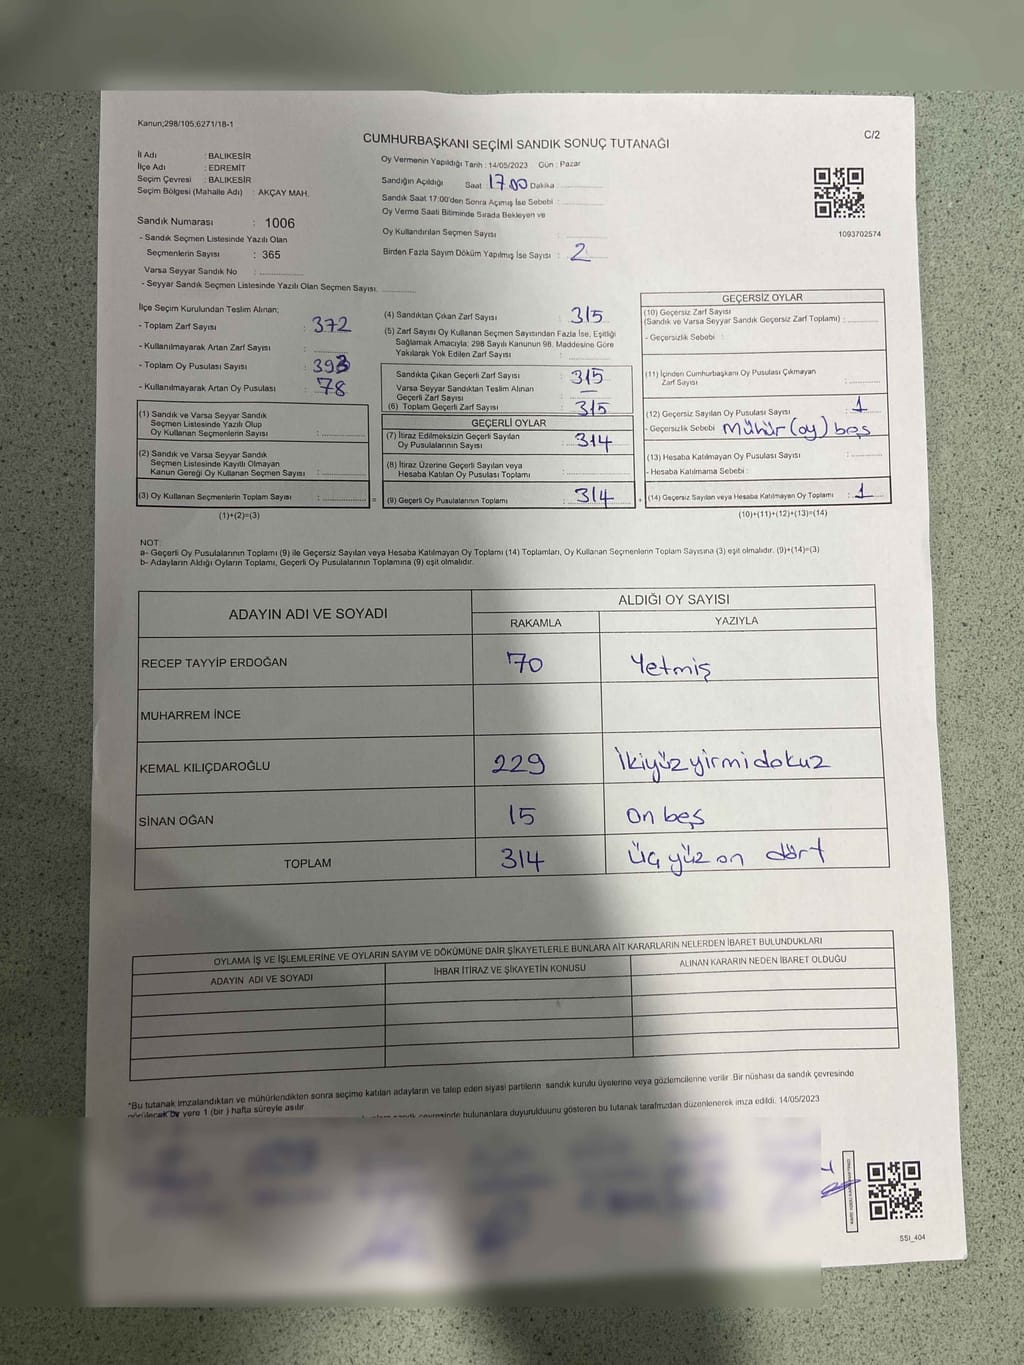 Kanun;298/105;6271/18-1
C/2
CUMHURBAŞKANI SEÇİMİ SANDIK SONUÇ TUTANAĞI
İl Adı : BALIKESİR
İlçe Adı : EDREMİT
Seçim Çevresi : BALIKESİR
Seçim Bölgesi (Mahalle Adı) : AKÇAY MAH.
Sandık Numarası : 1006
- Sandık Seçmen Listesinde Yazılı Olan
Seçmenlerin Sayısı : 365
Varsa Seyyar Sandık No :
- Seyyar Sandık Seçmen Listesinde Yazılı Olan Seçmen Sayısı.
Oy Vermenin Yapıldığı Tarih : 14/05/2023 Gün : Pazar
Sandığın Açıldığı Saat : 17.00 Dakika
Sandık Saat 17:00'den Sonra Açımış İse Sebebi :
Oy Verme Saati Bitiminde Sırada Bekleyen ve
Oy Kullandırılan Seçmen Sayısı :
Birden Fazla Sayım Döküm Yapılmış İse Sayısı : 2
1093702574
İlçe Seçim Kurulundan Teslim Alınan;
- Toplam Zarf Sayısı : 372
- Kullanılmayarak Artan Zarf Sayısı :
- Toplam Oy Pusulası Sayısı : 393
- Kullanılmayarak Artan Oy Pusulası : 78
(1) Sandık ve Varsa Seyyar Sandık
Seçmen Listesinde Yazılı Olup
Oy Kullanan Seçmenlerin Sayısı :
(2) Sandık ve Varsa Seyyar Sandık
Seçmen Listesinde Kayıtlı Olmayan
Kanun Gereği Oy Kullanan Seçmen Sayısı :
(3) Oy Kullanan Seçmenlerin Toplam Sayısı : =
(1)+(2)=(3)
(4) Sandıktan Çıkan Zarf Sayısı : 315
(5) Zarf Sayısı Oy Kullanan Seçmen Sayısından Fazla İse, Eşitliği
Sağlamak Amacıyla; 298 Sayılı Kanunun 98. Maddesine Göre
Yakılarak Yok Edilen Zarf Sayısı :
Sandıkta Çıkan Geçerli Zarf Sayısı : 315
Varsa Seyyar Sandıktan Teslim Alınan
Geçerli Zarf Sayısı : —
(6) Toplam Geçerli Zarf Sayısı : 315
GEÇERLİ OYLAR
(7) İtiraz Edilmeksizin Geçerli Sayılan
Oy Pusulalarının Sayısı : 314
(8) İtiraz Üzerine Geçerli Sayılan veya
Hesaba Katılan Oy Pusulası Toplamı :
(9) Geçerli Oy Pusulalarının Toplamı : 314 +
GEÇERSİZ OYLAR
(10) Geçersiz Zarf Sayısı
(Sandık ve Varsa Seyyar Sandık Geçersiz Zarf Toplamı) :
- Geçersizlik Sebebi :
(11) İçinden Cumhurbaşkanı Oy Pusulası Çıkmayan
Zarf Sayısı :
(12) Geçersiz Sayılan Oy Pusulası Sayısı : 1
- Geçersizlik Sebebi : Mühür (oy) beş
(13) Hesaba Katılmayan Oy Pusulası Sayısı :
- Hesaba Katılmama Sebebi :
(14) Geçersiz Sayılan veya Hesaba Katılmayan Oy Toplamı : 1
(10)+(11)+(12)+(13)=(14)
NOT:
a- Geçerli Oy Pusulalarının Toplamı (9) ile Geçersiz Sayılan veya Hesaba Katılmayan Oy Toplamı (14) Toplamları, Oy Kullanan Seçmenlerin Toplam Sayısına (3) eşit olmalıdır. (9)+(14)=(3)
b- Adayların Aldığı Oyların Toplamı, Geçerli Oy Pusulalarının Toplamına (9) eşit olmalıdır.
ADAYIN ADI VE SOYADI
ALDIĞI OY SAYISI
RAKAMLA YAZIYLA
RECEP TAYYİP ERDOĞAN 70 Yetmiş
MUHARREM İNCE
KEMAL KILIÇDAROĞLU 229 İkiyüz yirmi dokuz
SİNAN OĞAN 15 on beş
TOPLAM 314 Üç yüz on dört
OYLAMA İŞ VE İŞLEMLERİNE VE OYLARIN SAYIM VE DÖKÜMÜNE DAİR ŞİKAYETLERLE BUNLARA AİT KARARLARIN NELERDEN İBARET BULUNDUKLARI
ADAYIN ADI VE SOYADI İHBAR İTİRAZ VE ŞİKAYETİN KONUSU ALINAN KARARIN NEDEN İBARET OLDUĞU
*Bu tutanak imzalandıktan ve mühürlendikten sonra seçime katılan adayların ve talep eden siyasi partilerin sandık kurulu üyelerine veya gözlemcilerine verilir .Bir nüshası da sandık çevresinde
görülecek bir yere 1 (bir ) hafta süreyle asılır.
sandık çevresinde bulunanlara duyurulduunu gösteren bu tutanak tarafımızdan düzenlenerek imza edildi. 14/05/2023
SSI_404